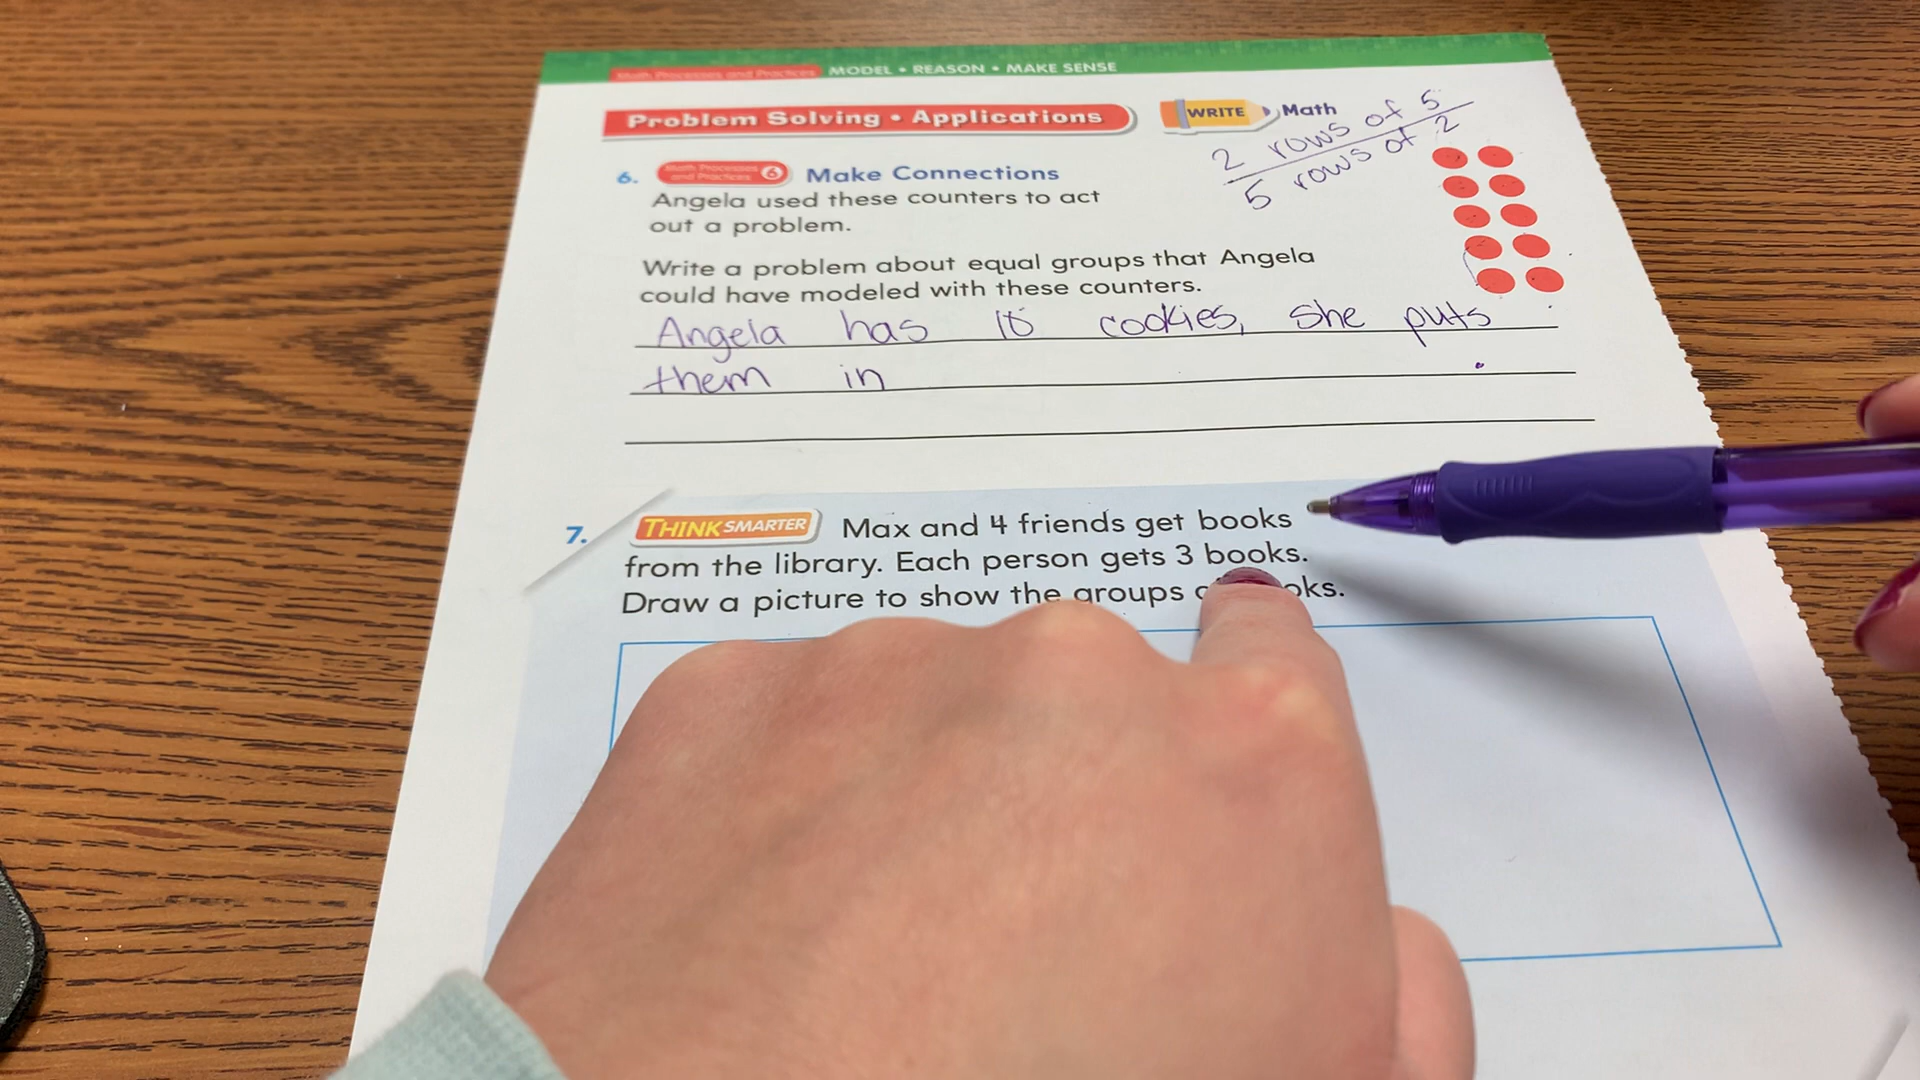 Math Processes and Practices MODEL • REASON • MAKE SENSE
Problem Solving • Applications
WRITE Math
2 rows of 5
5 rows of 2
6. Math Processes and Practices 6 Make Connections
Angela used these counters to act
out a problem.
Write a problem about equal groups that Angela
could have modeled with these counters.
Angela has 10 cookies, she puts
them in
7. THINK SMARTER Max and 4 friends get books
from the library. Each person gets 3 books.
Draw a picture to show the groups